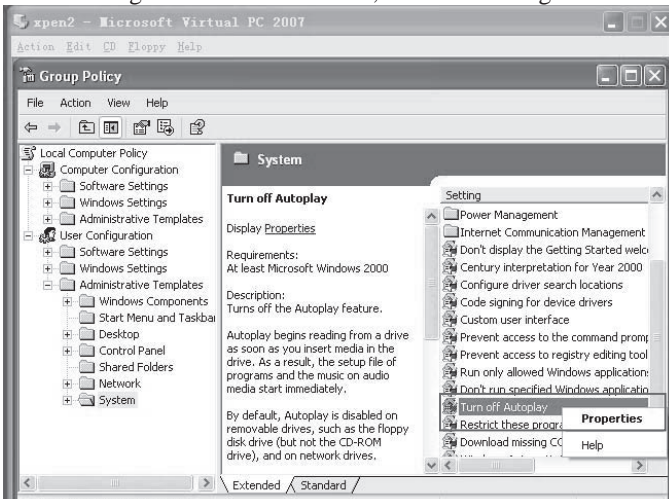 xpen2 - Microsoft Virtual PC 2007
Action Edit CD Floppy Help
Group Policy
File Action View Help
Local Computer Policy
Computer Configuration
Software Settings
Windows Settings
Administrative Templates
User Configuration
Software Settings
Windows Settings
Administrative Templates
Windows Components
Start Menu and Taskbar
Desktop
Control Panel
Shared Folders
Network
System
System
Turn off Autoplay
Display Properties
Requirements:
At least Microsoft Windows 2000
Description:
Turns off the Autoplay feature.
Autoplay begins reading from a drive
as soon as you insert media in the
drive. As a result, the setup file of
programs and the music on audio
media start immediately.
By default, Autoplay is disabled on
removable drives, such as the floppy
disk drive (but not the CD-ROM
drive), and on network drives.
Setting
Power Management
Internet Communication Management
Don't display the Getting Started welc
Century interpretation for Year 2000
Configure driver search locations
Code signing for device drivers
Custom user interface
Prevent access to the command promp
Prevent access to registry editing tool
Run only allowed Windows application
Don't run specified Windows applicatio
Turn off Autoplay
Restrict these progra
Download missing CO
Properties
Help
Extended Standard